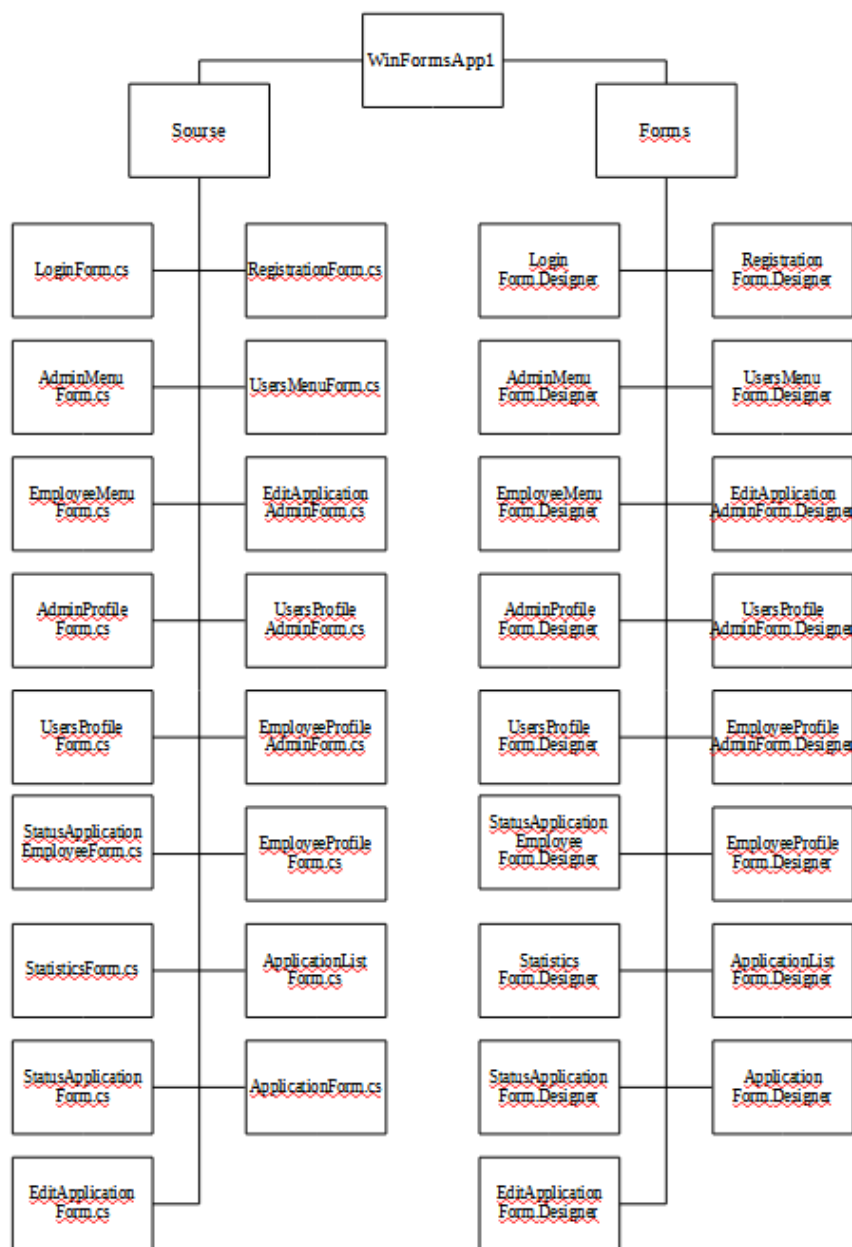 WinFormsApp1
Sourse
Forms
LoginForm.cs
RegistrationForm.cs
Login
Form.Designer
Registration
Form.Designer
AdminMenu
Form.cs
UsersMenuForm.cs
AdminMenu
Form.Designer
UsersMenu
Form.Designer
EmployeeMenu
Form.cs
EditApplication
AdminForm.cs
EmployeeMenu
Form.Designer
EditApplication
AdminForm.Designer
AdminProfile
Form.cs
UsersProfile
AdminForm.cs
AdminProfile
Form.Designer
UsersProfile
AdminForm.Designer
UsersProfile
Form.cs
EmployeeProfile
AdminForm.cs
UsersProfile
Form.Designer
EmployeeProfile
AdminForm.Designer
StatusApplication
EmployeeForm.cs
EmployeeProfile
Form.cs
StatusApplication
Employee
Form.Designer
EmployeeProfile
Form.Designer
StatisticsForm.cs
ApplicationList
Form.cs
Statistics
Form.Designer
ApplicationList
Form.Designer
StatusApplication
Form.cs
ApplicationForm.cs
StatusApplication
Form.Designer
Application
Form.Designer
EditApplication
Form.cs
EditApplication
Form.Designer